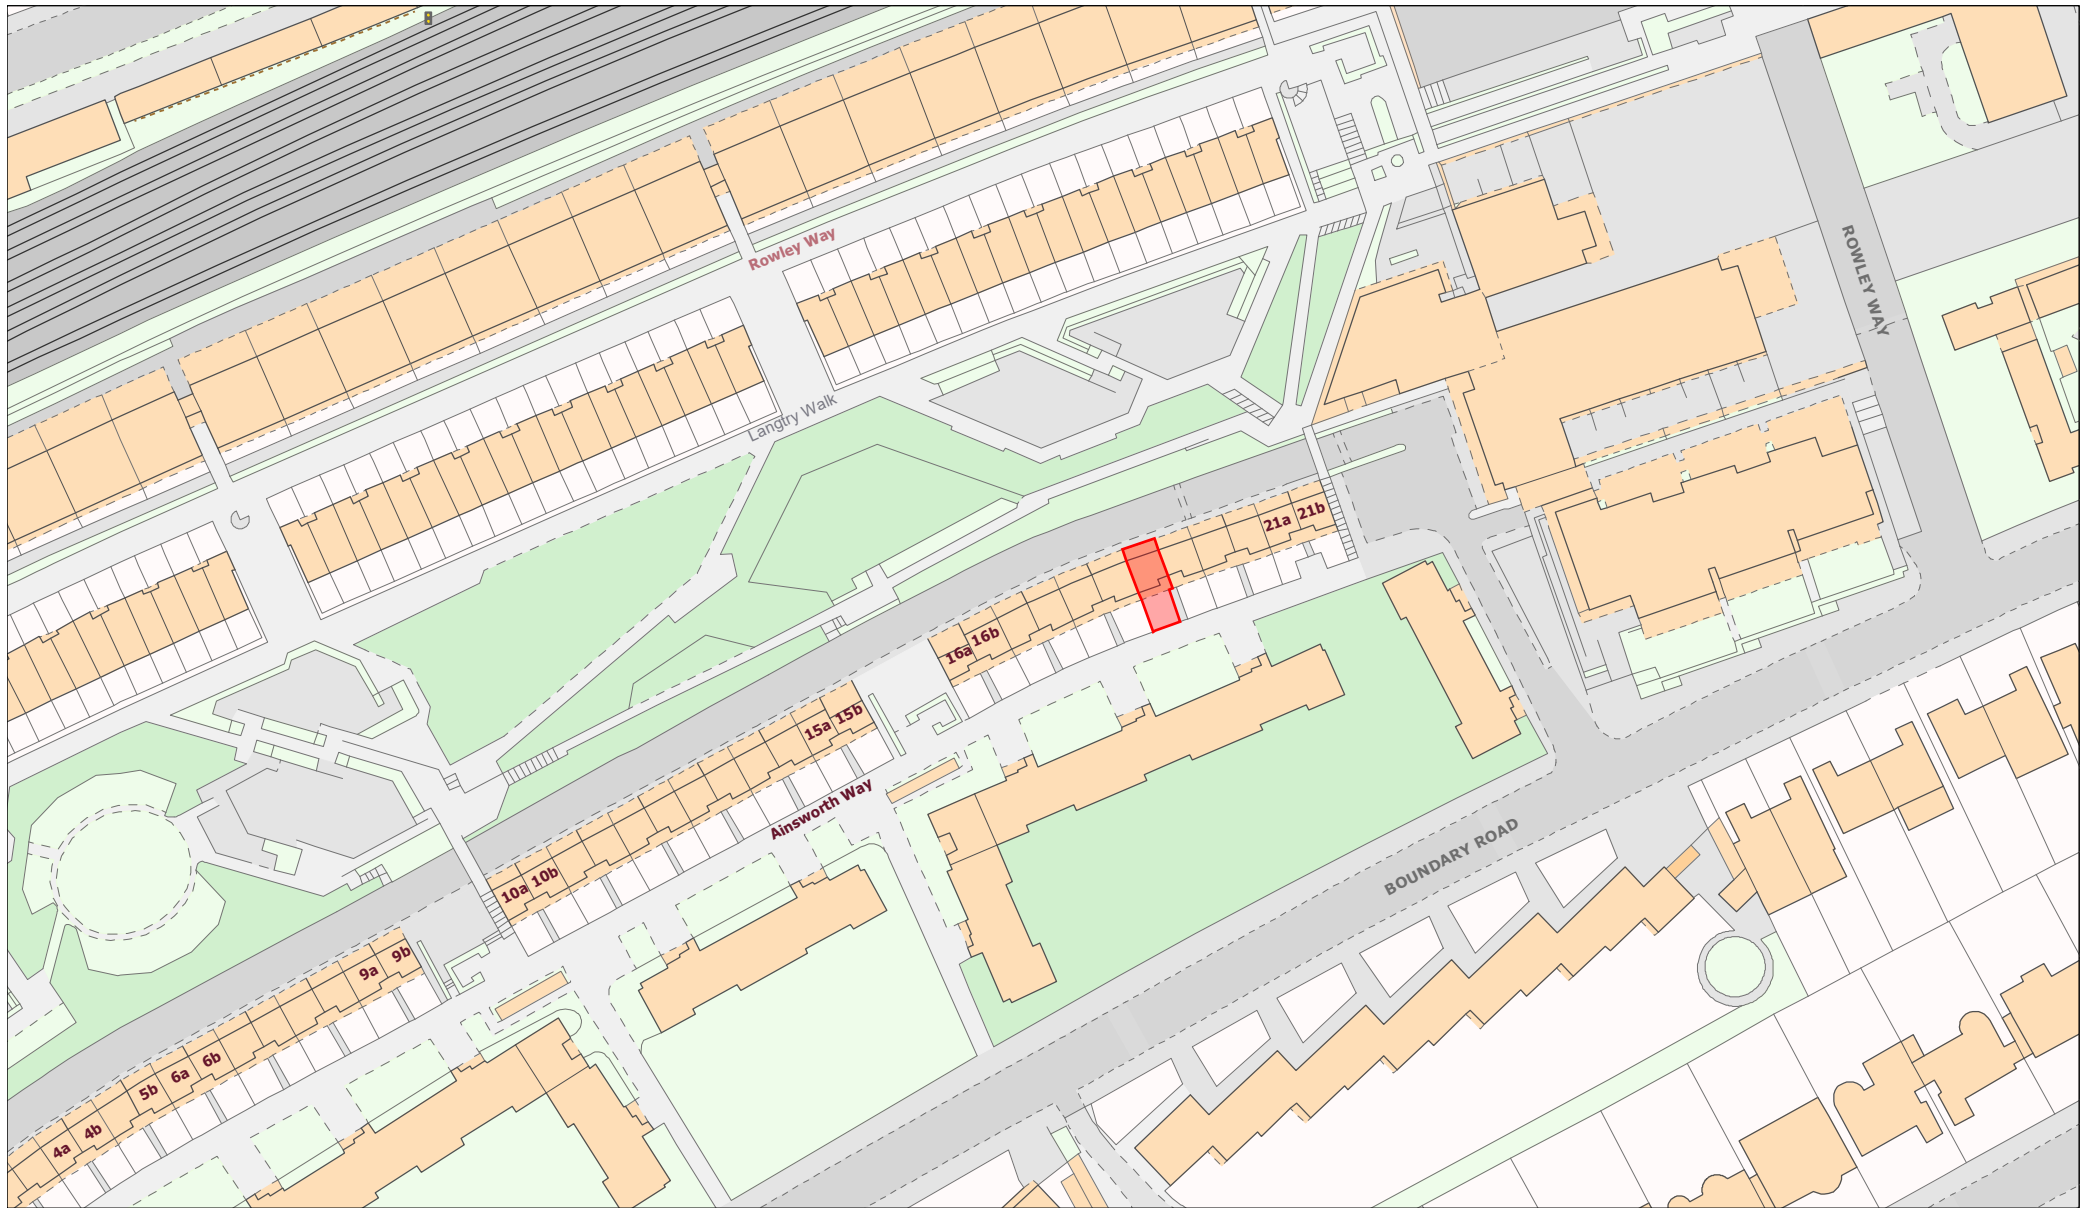 Rowley Way
ROWLEY WAY
Langtry Walk
21a 21b
16a 16b
15a 15b
Ainsworth Way
BOUNDARY ROAD
10a 10b
9a 9b
5b 6a 6b
4a 4b